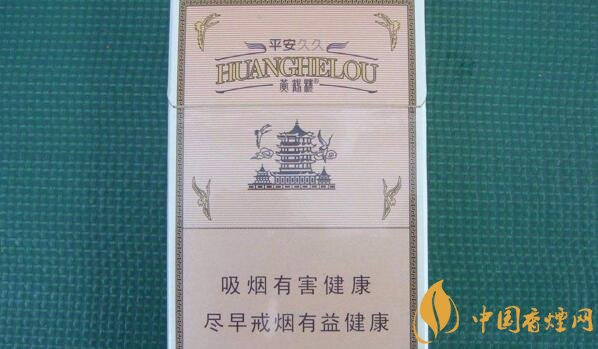 平安久久
HUANGHELOU
黄鹤楼®
吸烟有害健康
尽早戒烟有益健康
中国香烟网